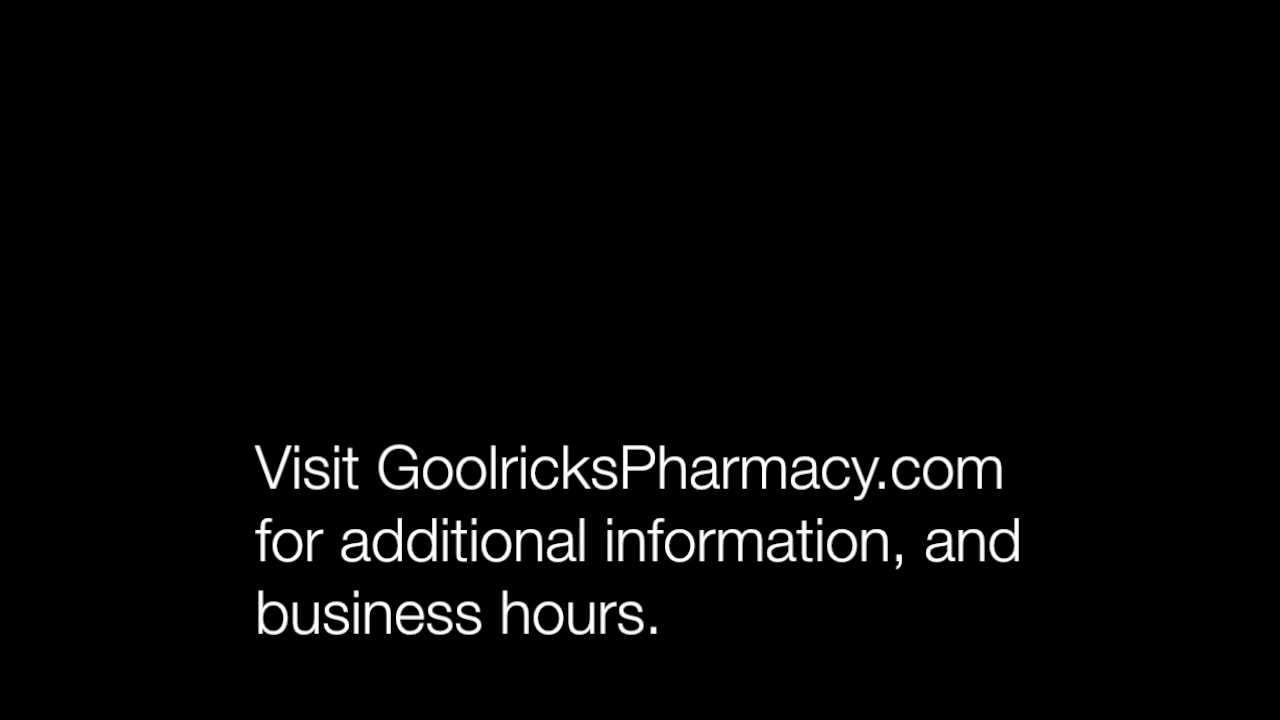 Visit GoolricksPharmacy.com
for additional information, and
business hours.